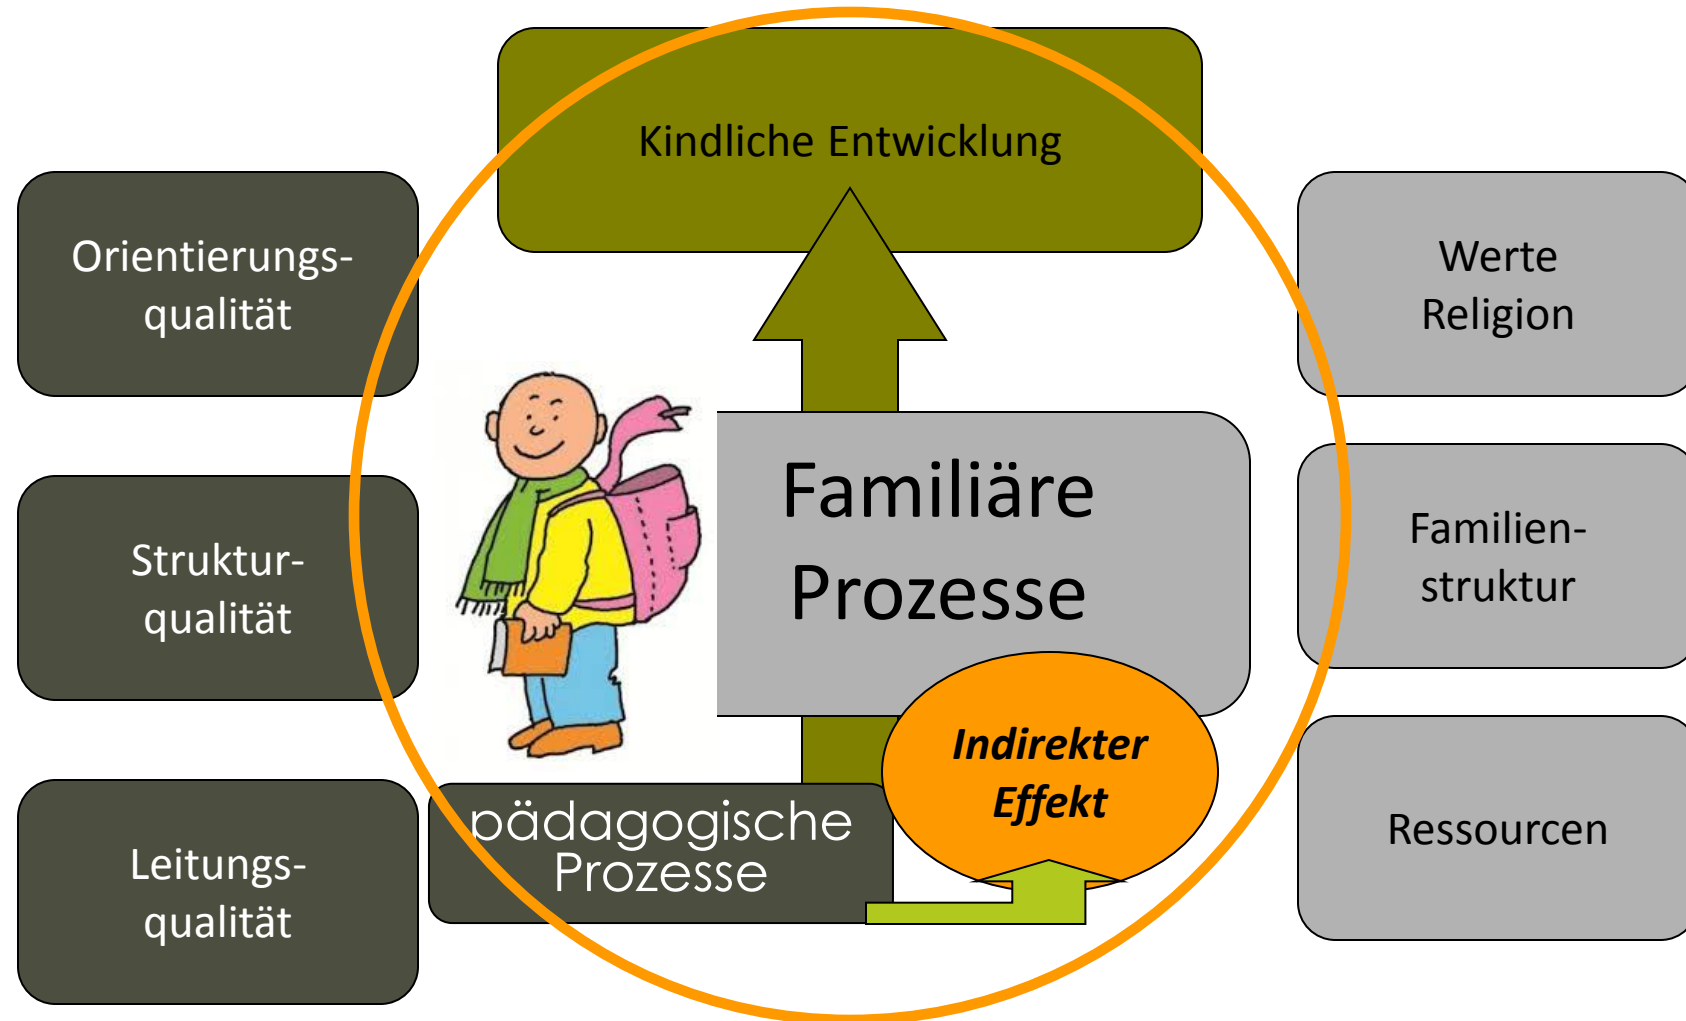 Kindliche Entwicklung
Orientierungs-
qualität
Werte
Religion
Familiäre
Prozesse
Struktur-
qualität
Familien-
struktur
Indirekter
Effekt
pädagogische
Prozesse
Leitungs-
qualität
Ressourcen